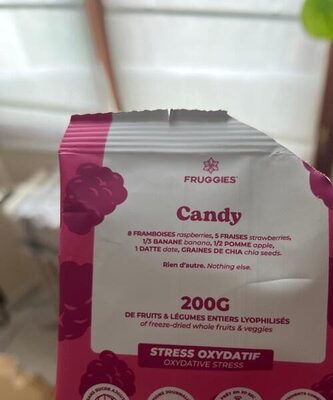 FRUGGIES
Candy
8 FRAMBOISES raspberries, 5 FRAISES strawberries,
1/3 BANANE banana, 1/2 POMME apple,
1 DATTE date, GRAINES DE CHIA chia seeds.
Rien d'autre. Nothing else.
200G
DE FRUITS & LÉGUMES ENTIERS LYOPHILISÉS
of freeze-dried whole fruits & veggies
STRESS OXYDATIF
OXYDATIVE STRESS